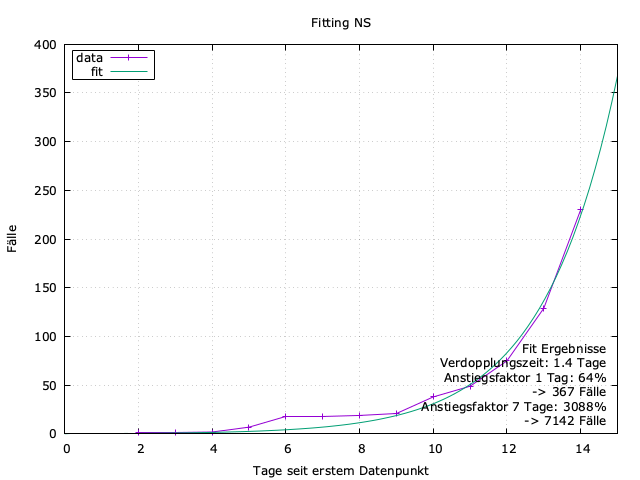 Fitting NS
400
350
300
250
200
150
100
50
0
Fälle
data
fit
Fit Ergebnisse
Verdopplungszeit: 1.4 Tage
Anstiegsfaktor 1 Tag: 64%
-> 367 Fälle
Anstiegsfaktor 7 Tage: 3088%
-> 7142 Fälle
0 2 4 6 8 10 12 14
Tage seit erstem Datenpunkt